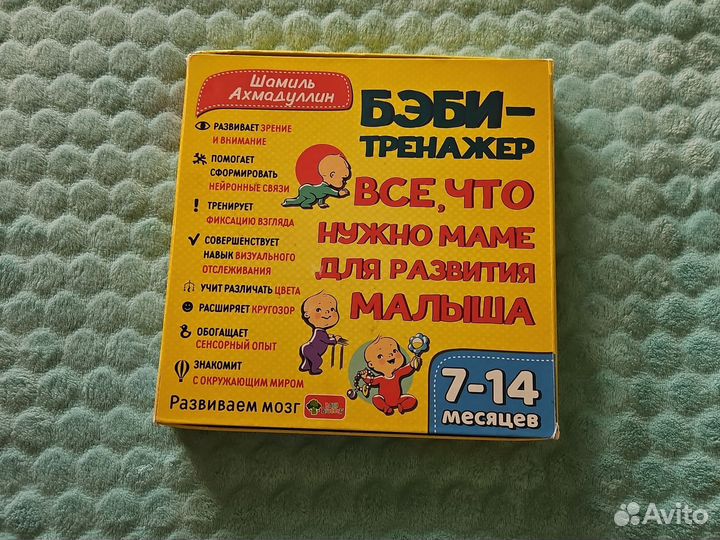 Шамиль
Ахмадуллин
БЭБИ-
ТРЕНАЖЕР
ВСЕ, ЧТО
НУЖНО МАМЕ
ДЛЯ РАЗВИТИЯ
МАЛЫША
РАЗВИВАЕТ ЗРЕНИЕ
И ВНИМАНИЕ
ПОМОГАЕТ
СФОРМИРОВАТЬ
НЕЙРОННЫЕ СВЯЗИ
ТРЕНИРУЕТ
ФИКСАЦИЮ ВЗГЛЯДА
СОВЕРШЕНСТВУЕТ
НАВЫК ВИЗУАЛЬНОГО
ОТСЛЕЖИВАНИЯ
УЧИТ РАЗЛИЧАТЬ ЦВЕТА
РАСШИРЯЕТ КРУГОЗОР
ОБОГАЩАЕТ
СЕНСОРНЫЙ ОПЫТ
ЗНАКОМИТ
С ОКРУЖАЮЩИМ МИРОМ
Развиваем мозг
7-14
месяцев
Avito